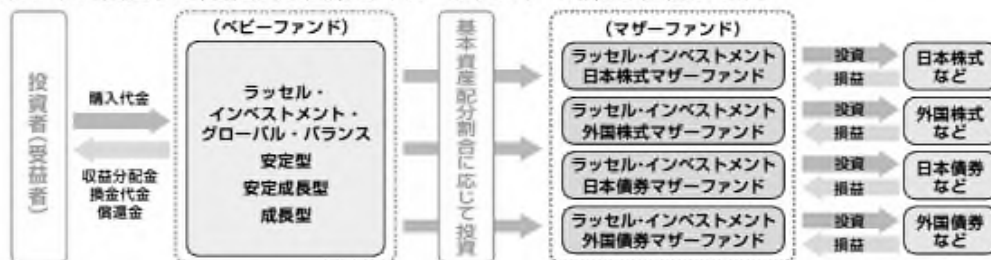 投資者(受益者)
購入代金
収益分配金
換金代金
償還金
(ベビーファンド)
ラッセル・
インベストメント・
グローバル・バランス
安定型
安定成長型
成長型
基本資産配分割合に応じて投資
(マザーファンド)
ラッセル・インベストメント
日本株式マザーファンド
投資
損益
日本株式
など
ラッセル・インベストメント
外国株式マザーファンド
投資
損益
外国株式
など
ラッセル・インベストメント
日本債券マザーファンド
投資
損益
日本債券
など
ラッセル・インベストメント
外国債券マザーファンド
投資
損益
外国債券
など